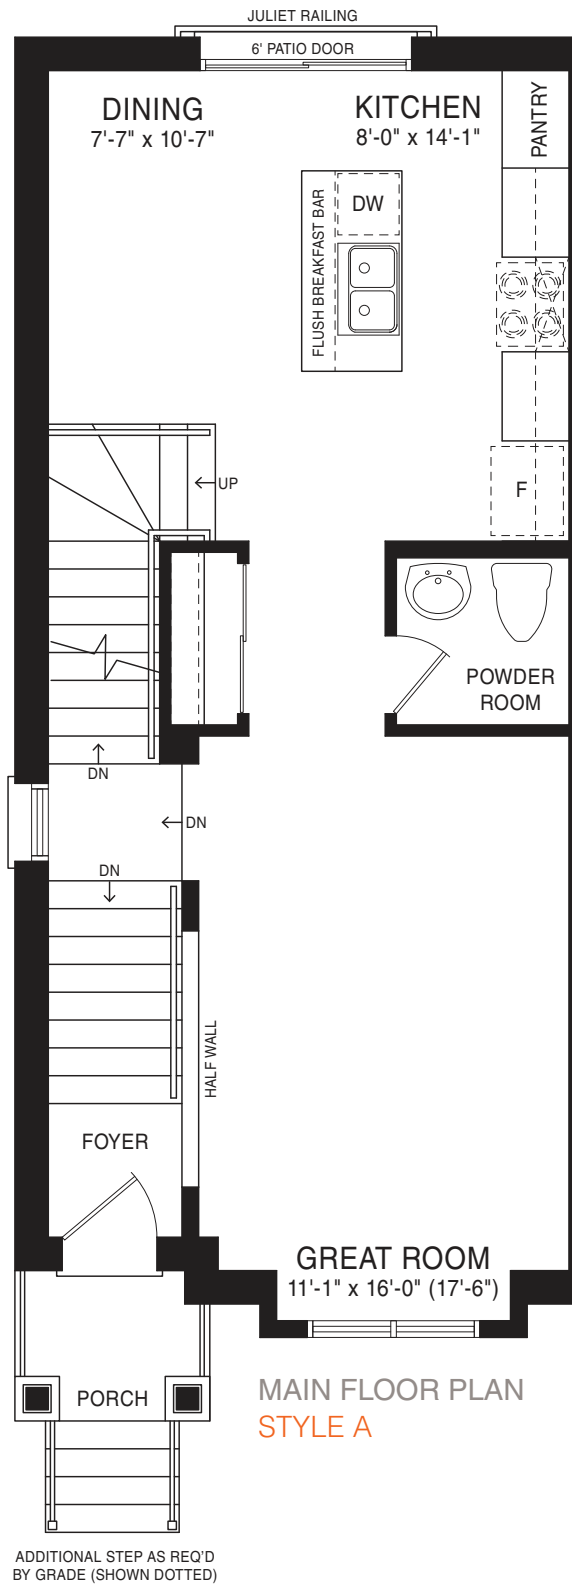 JULIET RAILING
6' PATIO DOOR
DINING
7'-7" x 10'-7"
KITCHEN
8'-0" x 14'-1"
PANTRY
FLUSH BREAKFAST BAR
DW
UP
F
POWDER
ROOM
DN
DN
DN
HALF WALL
FOYER
GREAT ROOM
11'-1" x 16'-0" (17'-6")
PORCH
MAIN FLOOR PLAN
STYLE A
ADDITIONAL STEP AS REQ'D
BY GRADE (SHOWN DOTTED)